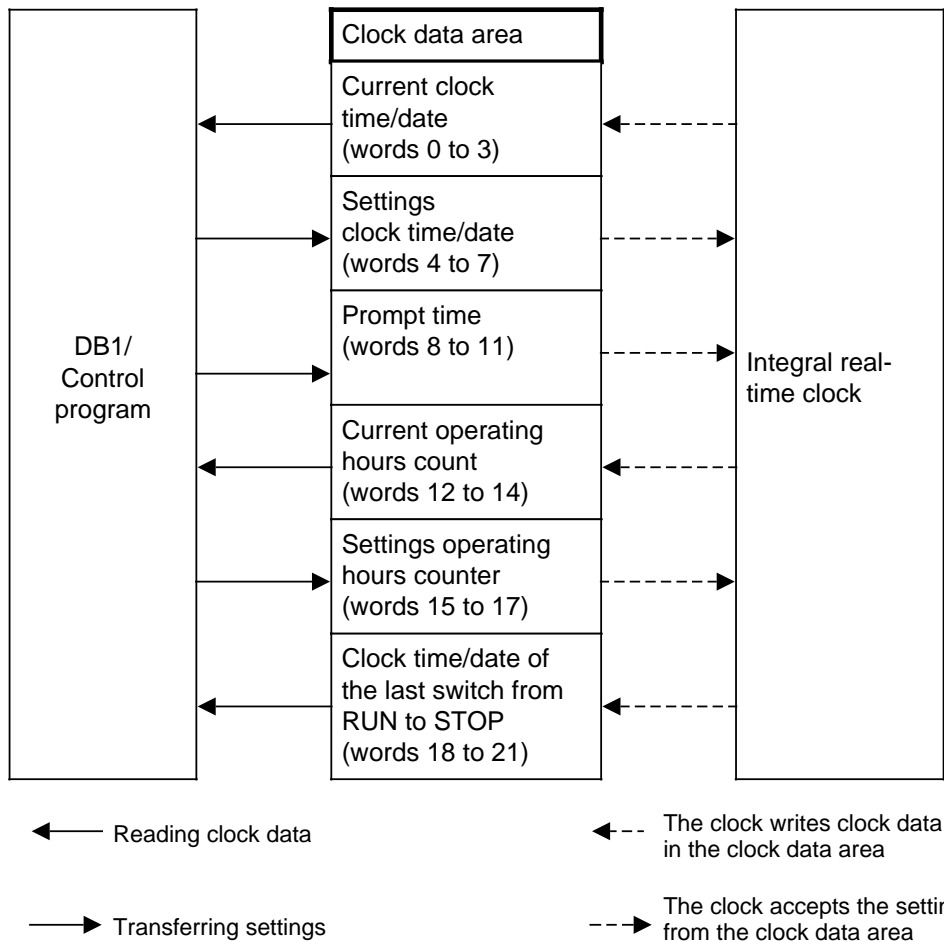 Clock data area
Current clock
time/date
(words 0 to 3)
Settings
clock time/date
(words 4 to 7)
Prompt time
(words 8 to 11)
DB1/
Control
program
Integral real-
time clock
Current operating
hours count
(words 12 to 14)
Settings operating
hours counter
(words 15 to 17)
Clock time/date of
the last switch from
RUN to STOP
(words 18 to 21)
Reading clock data
The clock writes clock data
in the clock data area
Transferring settings
The clock accepts the
from the clock data area